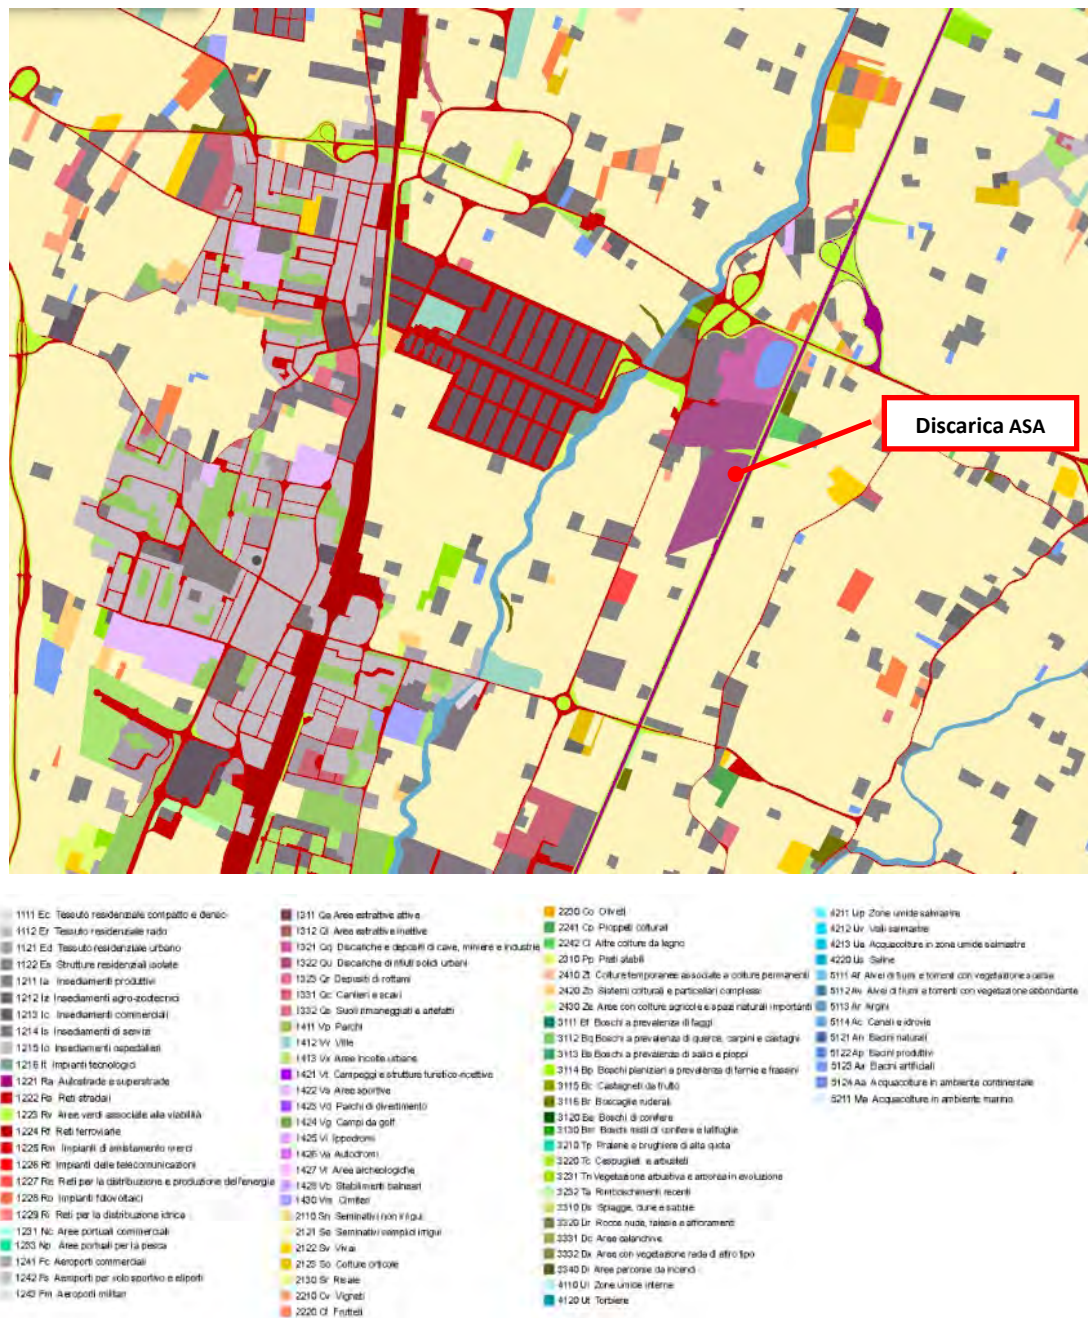 Discarica ASA
1111 Ec Tessuto residenziale compatto e denso
1112 Er Tessuto residenziale rado
1121 Ed Tessuto residenziale urbano
1122 Es Strutture residenziali isolate
1211 Ia Insediamenti produttivi
1212 Iz Insediamenti agro-zootecnici
1213 Ic Insediamenti commerciali
1214 Is Insediamenti di servizi
1215 Io Insediamenti ospedalieri
1216 It Impianti tecnologici
1221 Ra Autostrade e superstrade
1222 Rs Reti stradali
1223 Rv Aree verdi associate alla viabilità
1224 Rf Reti ferroviarie
1225 Rm Impianti di smistamento merci
1226 Rt Impianti delle telecomunicazioni
1227 Re Reti per la distribuzione e produzione dell'energia
1228 Ro Impianti fotovoltaici
1229 Ri Reti per la distribuzione idrica
1231 Nc Aree portuali commerciali
1233 Np Aree portuali per la pesca
1241 Fc Aeroporti commerciali
1242 Fs Aeroporti per volo sportivo e eliporti
1243 Fm Aeroporti militari
1311 Qa Aree estrattive attive
1312 Qi Aree estrattive inattive
1321 Qq Discariche e depositi di cave, miniere e industrie
1322 Qu Discariche di rifiuti solidi urbani
1323 Qr Depositi di rottami
1331 Qc Cantieri e scavi
1332 Qs Suoli rimaneggiati e artefatti
1411 Vp Parchi
1412 Vv Ville
1413 Vx Aree incolte urbane
1421 Vt Campeggi e strutture turistico-ricettive
1422 Vs Aree sportive
1423 Vd Parchi di divertimento
1424 Vg Campi da golf
1425 Vi Ippodromi
1426 Va Autodromi
1427 Vr Aree archeologiche
1428 Vb Stabilimenti balneari
1430 Vm Cimiteri
2110 Sn Seminativi non irrigui
2121 Se Seminativi semplici irrigui
2122 Sv Vivai
2123 So Colture orticole
2130 Sr Risaie
2210 Cv Vigneti
2220 Cf Frutteti
2230 Co Oliveti
2241 Cp Pioppeti colturali
2242 Cl Altre colture da legno
2310 Pp Prati stabili
2410 Zt Colture temporanee associate a colture permanenti
2420 Zo Sistemi colturali e particellari complessi
2430 Ze Aree con colture agricole e spazi naturali importanti
3111 Bf Boschi a prevalenza di faggi
3112 Bq Boschi a prevalenza di querce, carpini e castagni
3113 Bs Boschi a prevalenza di salici e pioppi
3114 Bp Boschi planiziari a prevalenza di farnie e frassini
3115 Bc Castagneti da frutto
3116 Br Boscaglie ruderali
3120 Ba Boschi di conifere
3130 Bm Boschi misti di conifere e latifoglie
3210 Tp Praterie e brughiere di alta quota
3220 Tc Cespuglieti e arbusteti
3231 Tn Vegetazione arbustiva e arborea in evoluzione
3232 Ta Rimboschimenti recenti
3310 Ds Spiagge, dune e sabbie
3320 Dr Rocce nude, falesie e affioramenti
3331 Dc Aree calanchive
3332 Dx Aree con vegetazione rada di altro tipo
3340 Di Aree percorse da incendi
4110 Ui Zone umide interne
4120 Ut Torbiere
4211 Up Zone umide salmastre
4212 Uv Valli salmastre
4213 Ua Acquacolture in zone umide salmastre
4220 Us Saline
5111 Af Alvei di fiumi e torrenti con vegetazione scarsa
5112 Av Alvei di fiumi e torrenti con vegetazione abbondante
5113 Ar Argini
5114 Ac Canali e idrovie
5121 An Bacini naturali
5122 Ap Bacini produttivi
5123 Ax Bacini artificiali
5124 Aa Acquacolture in ambiente continentale
5211 Ma Acquacolture in ambiente marino